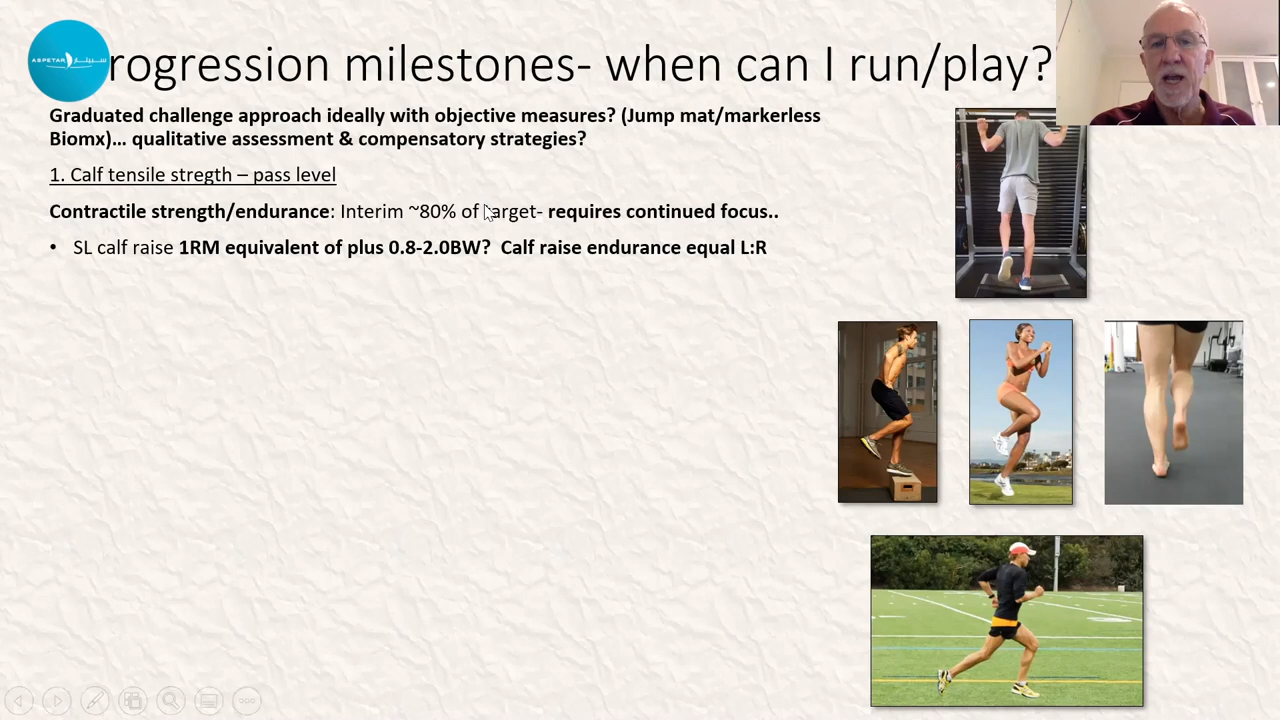 ASPETAR سبيتار
rogression milestones- when can I run/play?
Graduated challenge approach ideally with objective measures? (Jump mat/markerless
Biomx)… qualitative assessment & compensatory strategies?
1. Calf tensile stregth – pass level
Contractile strength/endurance: Interim ~80% of target- requires continued focus..
• SL calf raise 1RM equivalent of plus 0.8-2.0BW? Calf raise endurance equal L:R